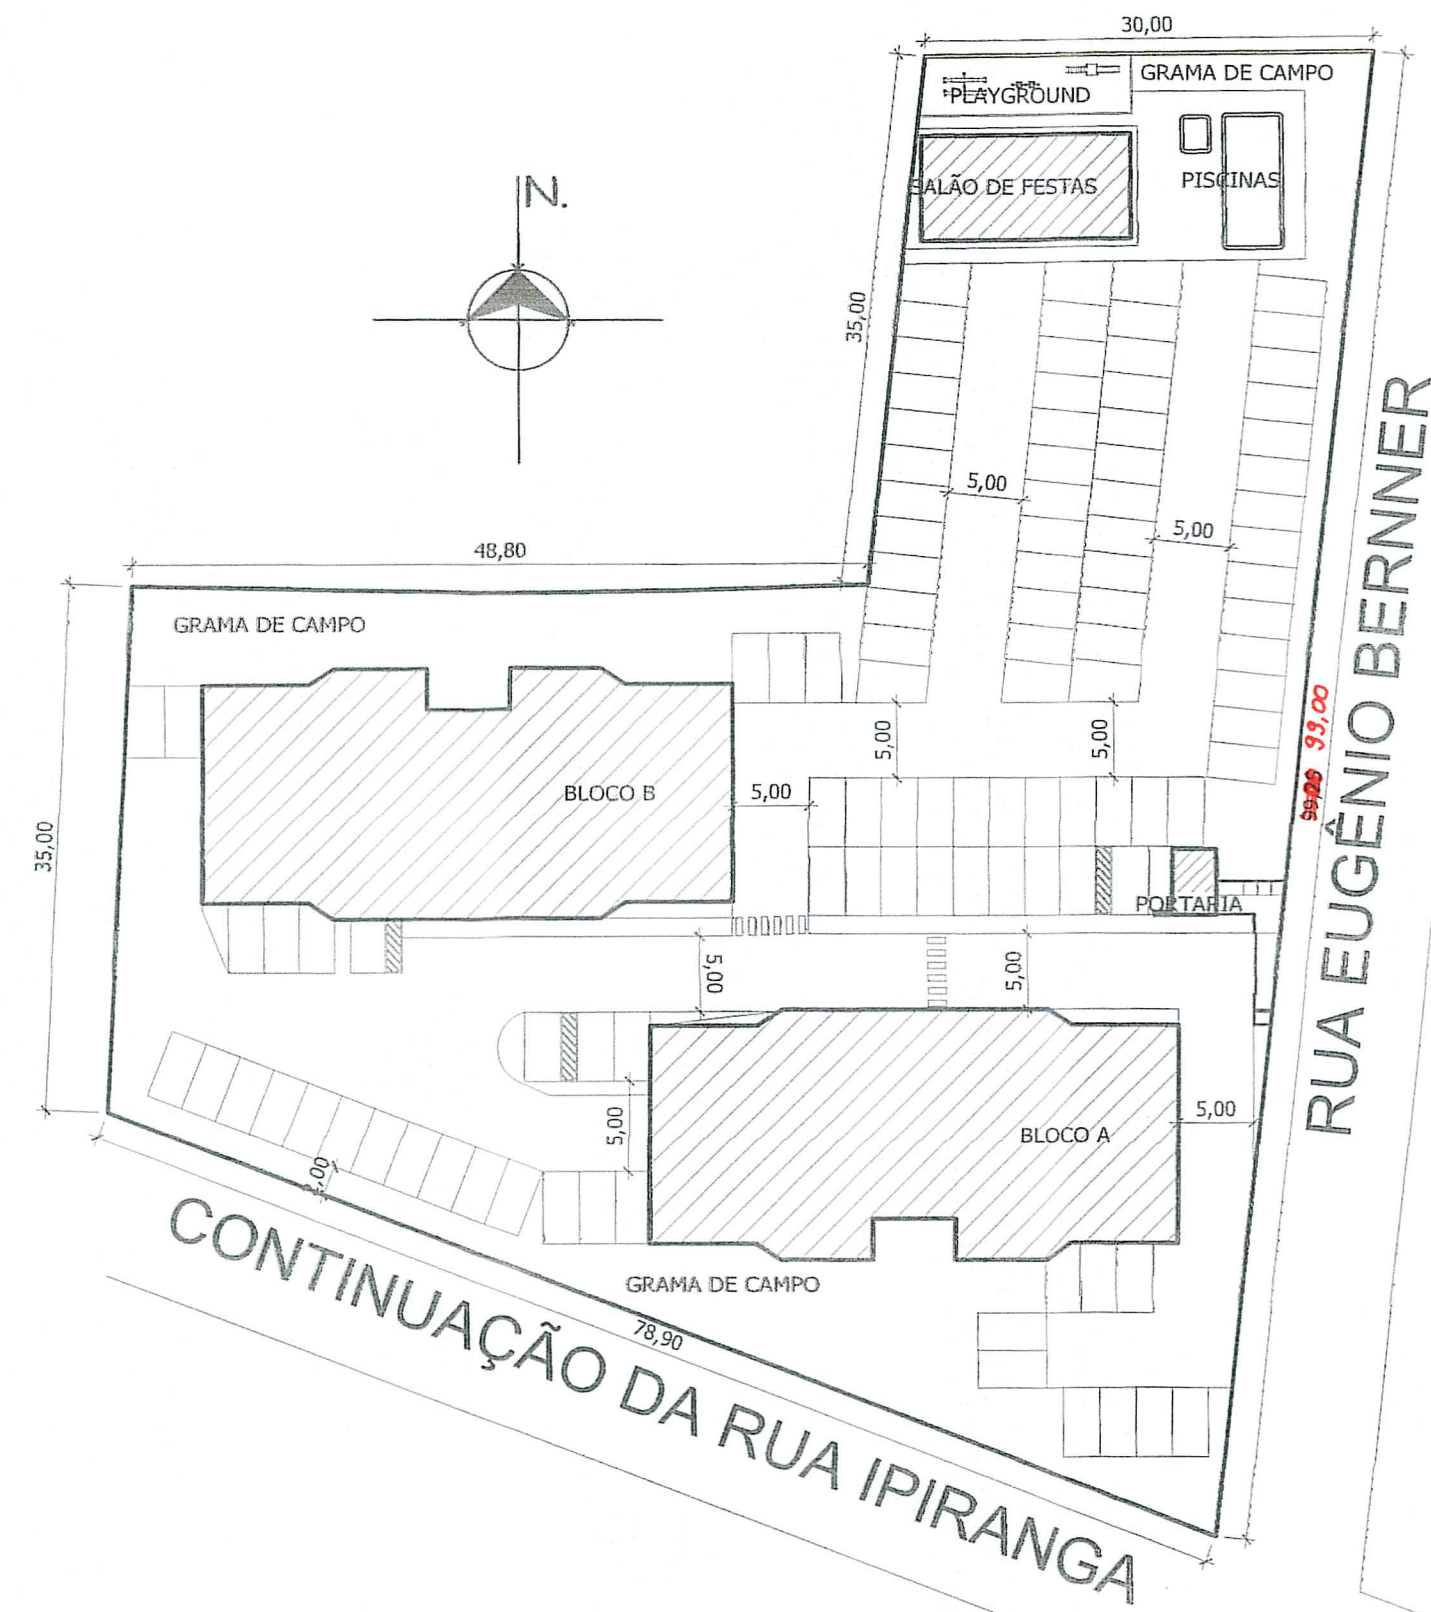 30,00
GRAMA DE CAMPO
PLAYGROUND
N.
SALÃO DE FESTAS
PISCINAS
35,00
5,00
5,00
RUA EUGÊNIO BERNNER
48,80
GRAMA DE CAMPO
99,00
5,00
5,00
BLOCO B
5,00
35,00
PORTARIA
5,00
5,00
5,00
5,00
BLOCO A
2,00
GRAMA DE CAMPO
78,90
CONTINUAÇÃO DA RUA IPIRANGA